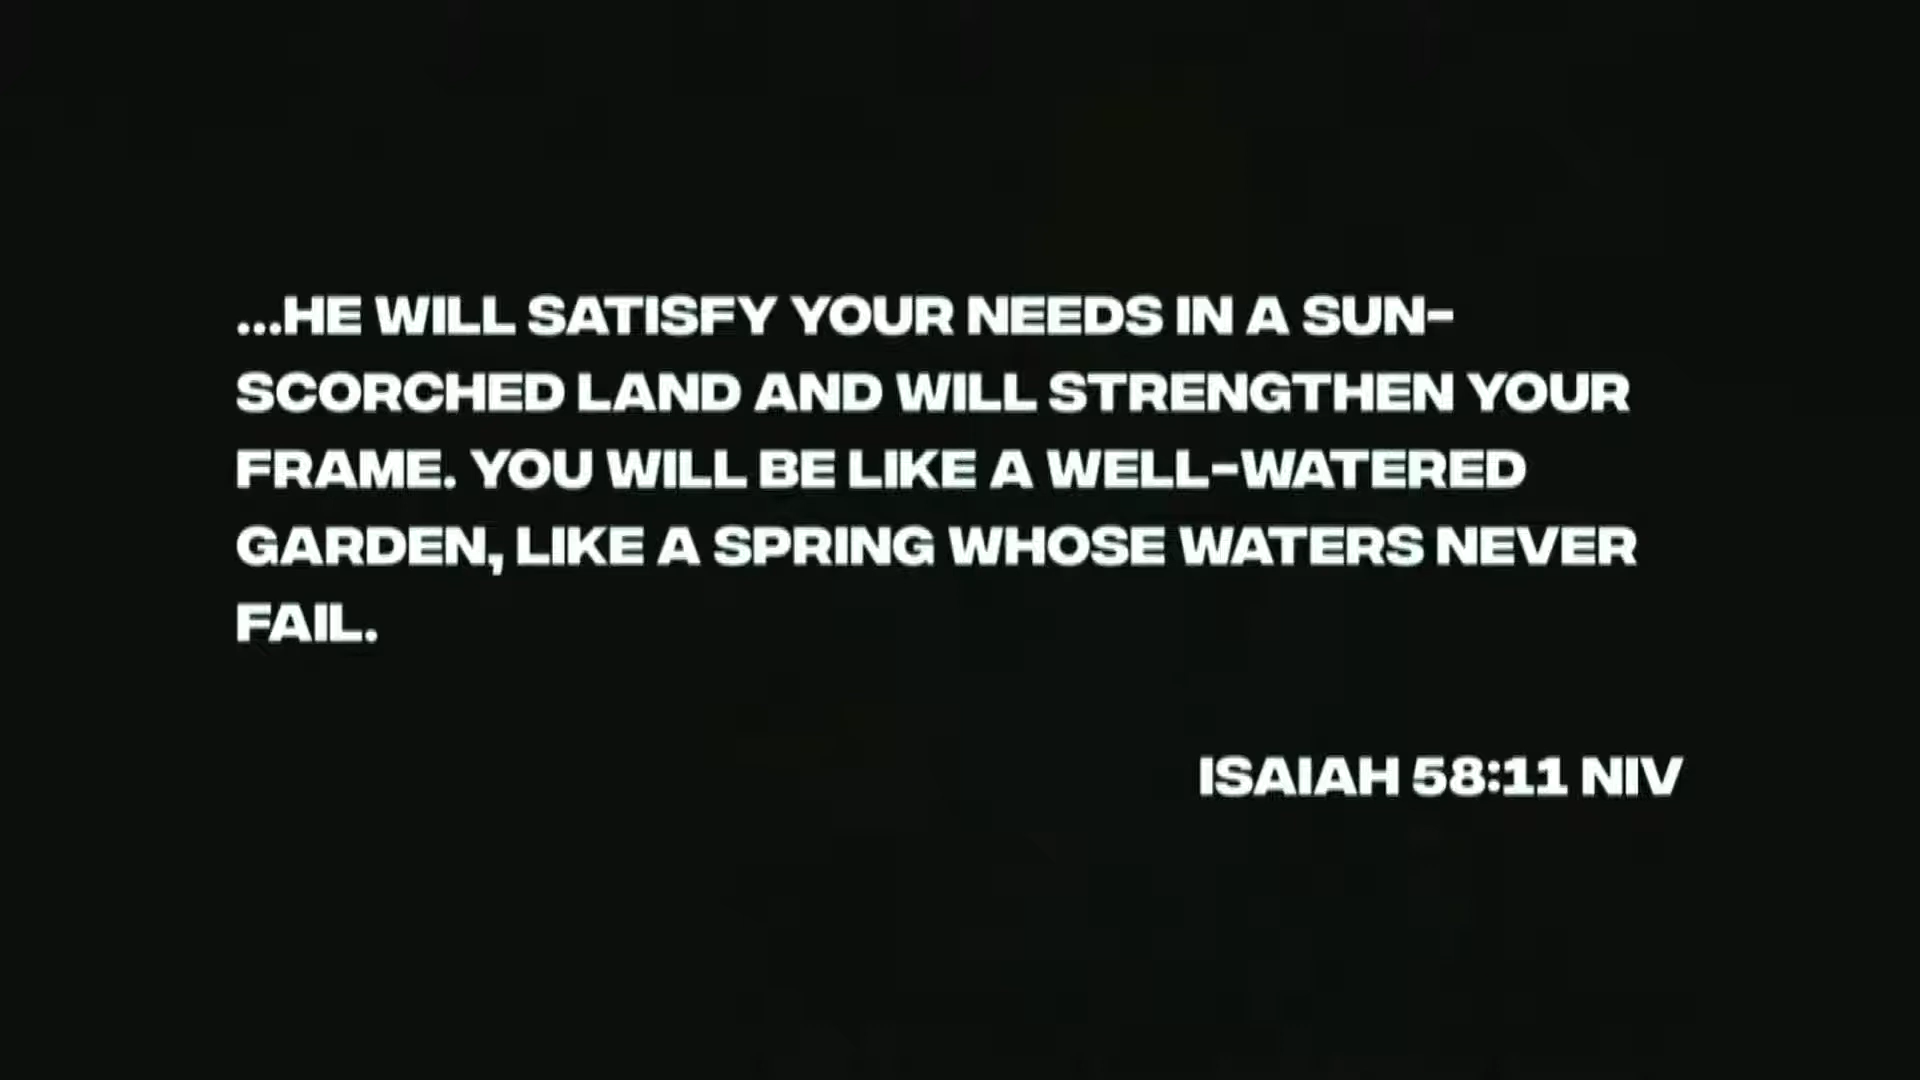 ...HE WILL SATISFY YOUR NEEDS IN A SUN-
SCORCHED LAND AND WILL STRENGTHEN YOUR
FRAME. YOU WILL BE LIKE A WELL-WATERED
GARDEN, LIKE A SPRING WHOSE WATERS NEVER
FAIL.
ISAIAH 58:11 NIV